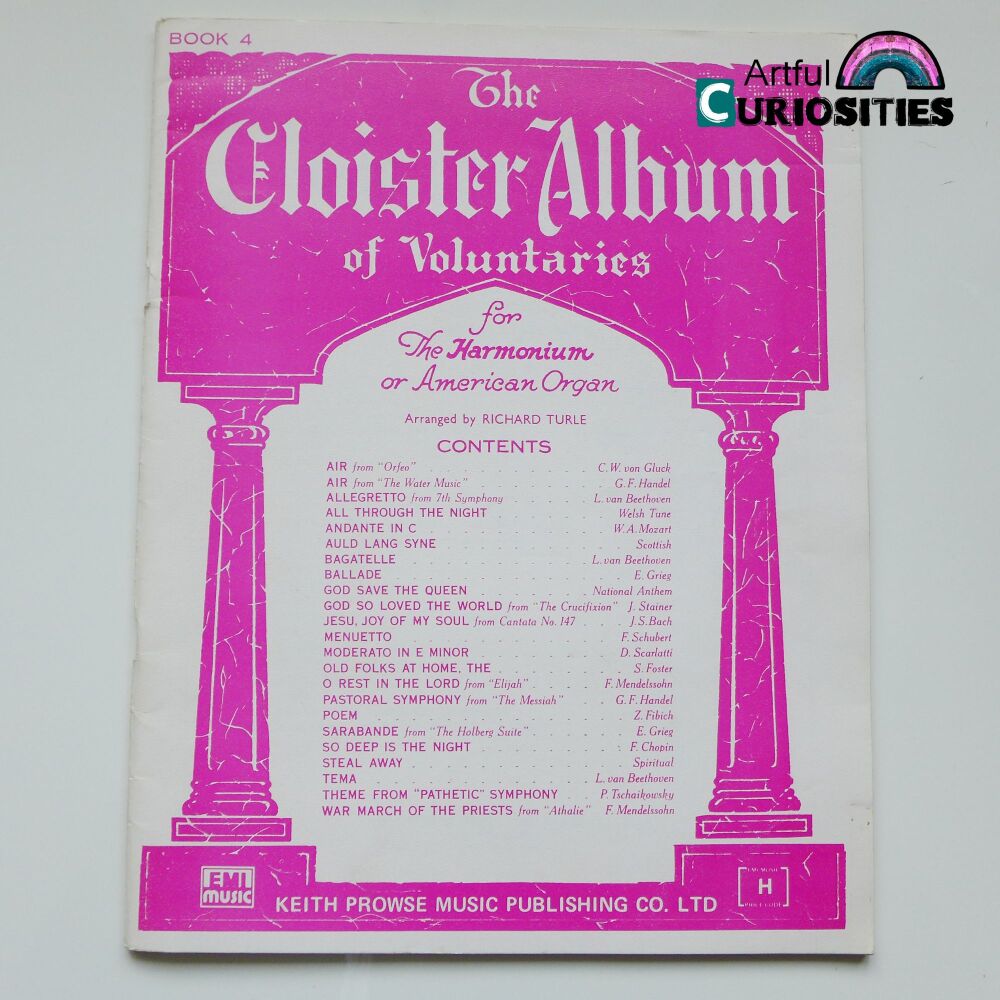 BOOK 4
Artful
CURIOSITIES
The
Cloister Album
of Voluntaries
for
The Harmonium
or American Organ
Arranged by RICHARD TURLE
CONTENTS
AIR from "Orfeo" C. W. von Gluck
AIR from "The Water Music" G. F. Handel
ALLEGRETTO from 7th Symphony L. van Beethoven
ALL THROUGH THE NIGHT Welsh Tune
ANDANTE IN C W. A. Mozart
AULD LANG SYNE Scottish
BAGATELLE L. van Beethoven
BALLADE E. Grieg
GOD SAVE THE QUEEN National Anthem
GOD SO LOVED THE WORLD from "The Crucifixion" J. Stainer
JESU, JOY OF MY SOUL from Cantata No. 147 J. S. Bach
MENUETTO F. Schubert
MODERATO IN E MINOR D. Scarlatti
OLD FOLKS AT HOME, THE S. Foster
O REST IN THE LORD from "Elijah" F. Mendelssohn
PASTORAL SYMPHONY from "The Messiah" G. F. Handel
POEM Z. Fibich
SARABANDE from "The Holberg Suite" E. Grieg
SO DEEP IS THE NIGHT F. Chopin
STEAL AWAY Spiritual
TEMA L. van Beethoven
THEME FROM "PATHETIC" SYMPHONY P. Tschaikowsky
WAR MARCH OF THE PRIESTS from "Athalie" F. Mendelssohn
EMI
MUSIC
KEITH PROWSE MUSIC PUBLISHING CO. LTD
EMI MUSIC
H
PRICE CODE